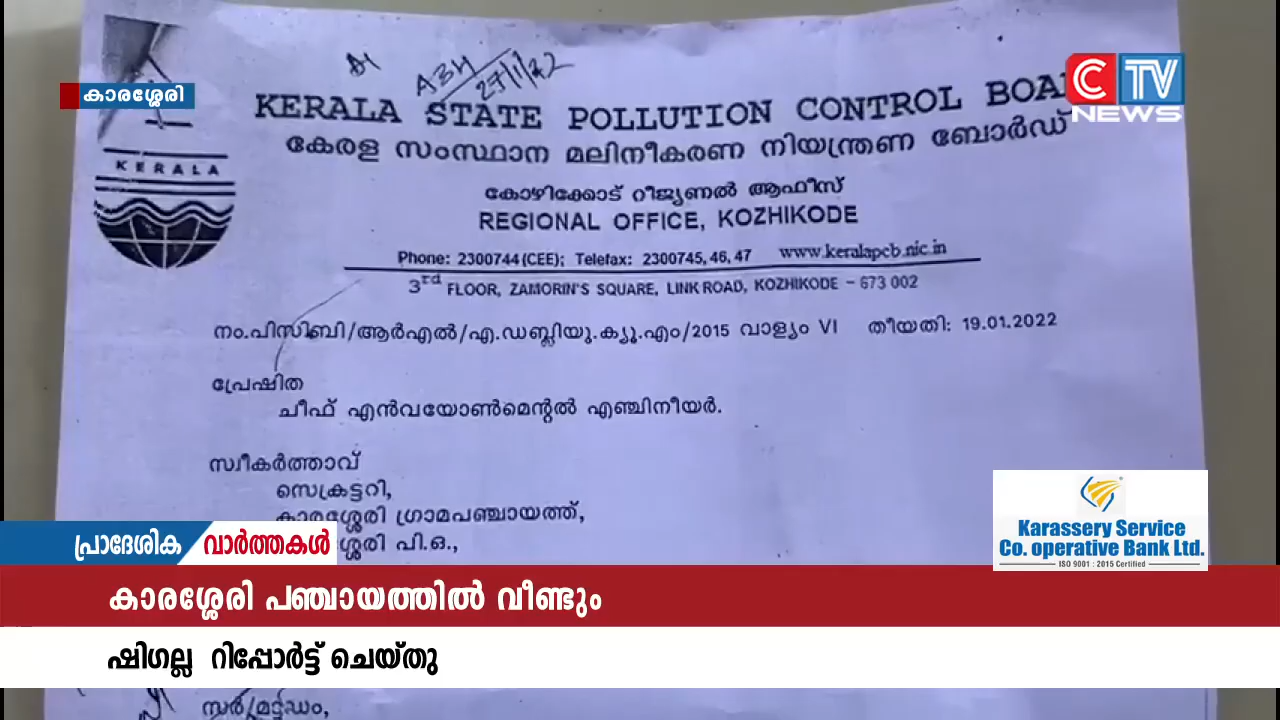 A3H 27/1/22
കാരശ്ശേരി
CTV
NEWS
KERALA STATE POLLUTION CONTROL BOA
കേരള സംസ്ഥാന മലിനീകരണ നിയന്ത്രണ ബോർഡ്
KERALA
കോഴിക്കോട് റീജ്യണൽ ആഫീസ്
REGIONAL OFFICE, KOZHIKODE
Phone: 2300744 (CEE); Telefax: 2300745, 46, 47 www.keralapcb.nic.in
3rd FLOOR, ZAMORIN'S SQUARE, LINK ROAD, KOZHIKODE - 673 002
നം.പിസിബി/ആർഎൽ/എ.ഡബ്ലിയു.ക്യൂ.എം/2015 വാള്യം VI തീയതി: 19.01.2022
പ്രേഷിത
ചീഫ് എൻവയോൺമെന്റൽ എഞ്ചിനീയർ.
സ്വീകർത്താവ്
സെക്രട്ടറി,
കാരശ്ശേരി ഗ്രാമപഞ്ചായത്ത്,
ശ്ശേരി പി.ഒ.,
പ്രാദേശിക വാർത്തകൾ
Karassery Service
Co. operative Bank Ltd.
ISO 9001 : 2015 Certified
കാരശ്ശേരി പഞ്ചായത്തിൽ വീണ്ടും
ഷിഗല്ല റിപ്പോർട്ട് ചെയ്തു
സർ/മട്ടഡം,